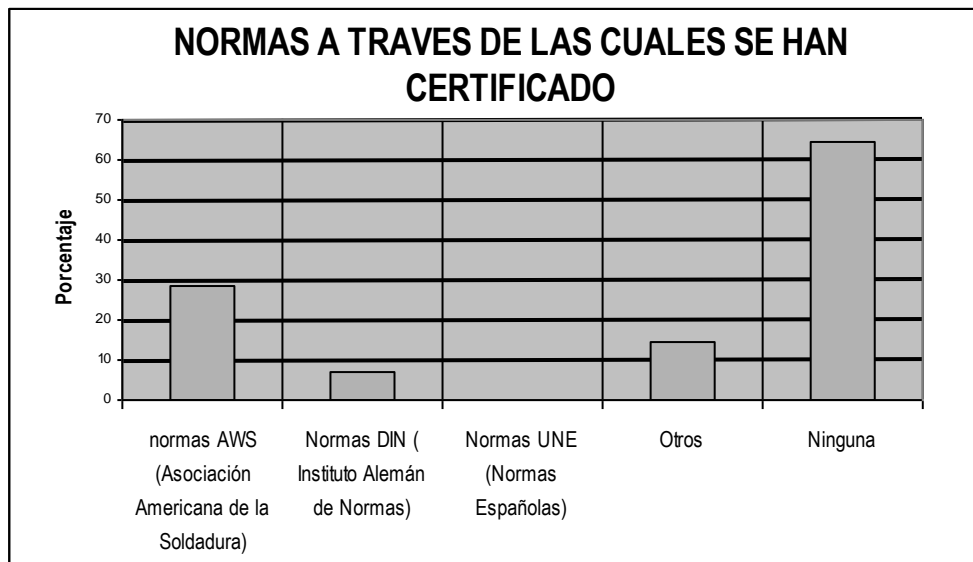 NORMAS A TRAVES DE LAS CUALES SE HAN
CERTIFICADO
Porcentaje
70
60
50
40
30
20
10
0
normas AWS
(Asociación
Americana de la
Soldadura)
Normas DIN (
Instituto Alemán
de Normas)
Normas UNE
(Normas
Españolas)
Otros
Ninguna